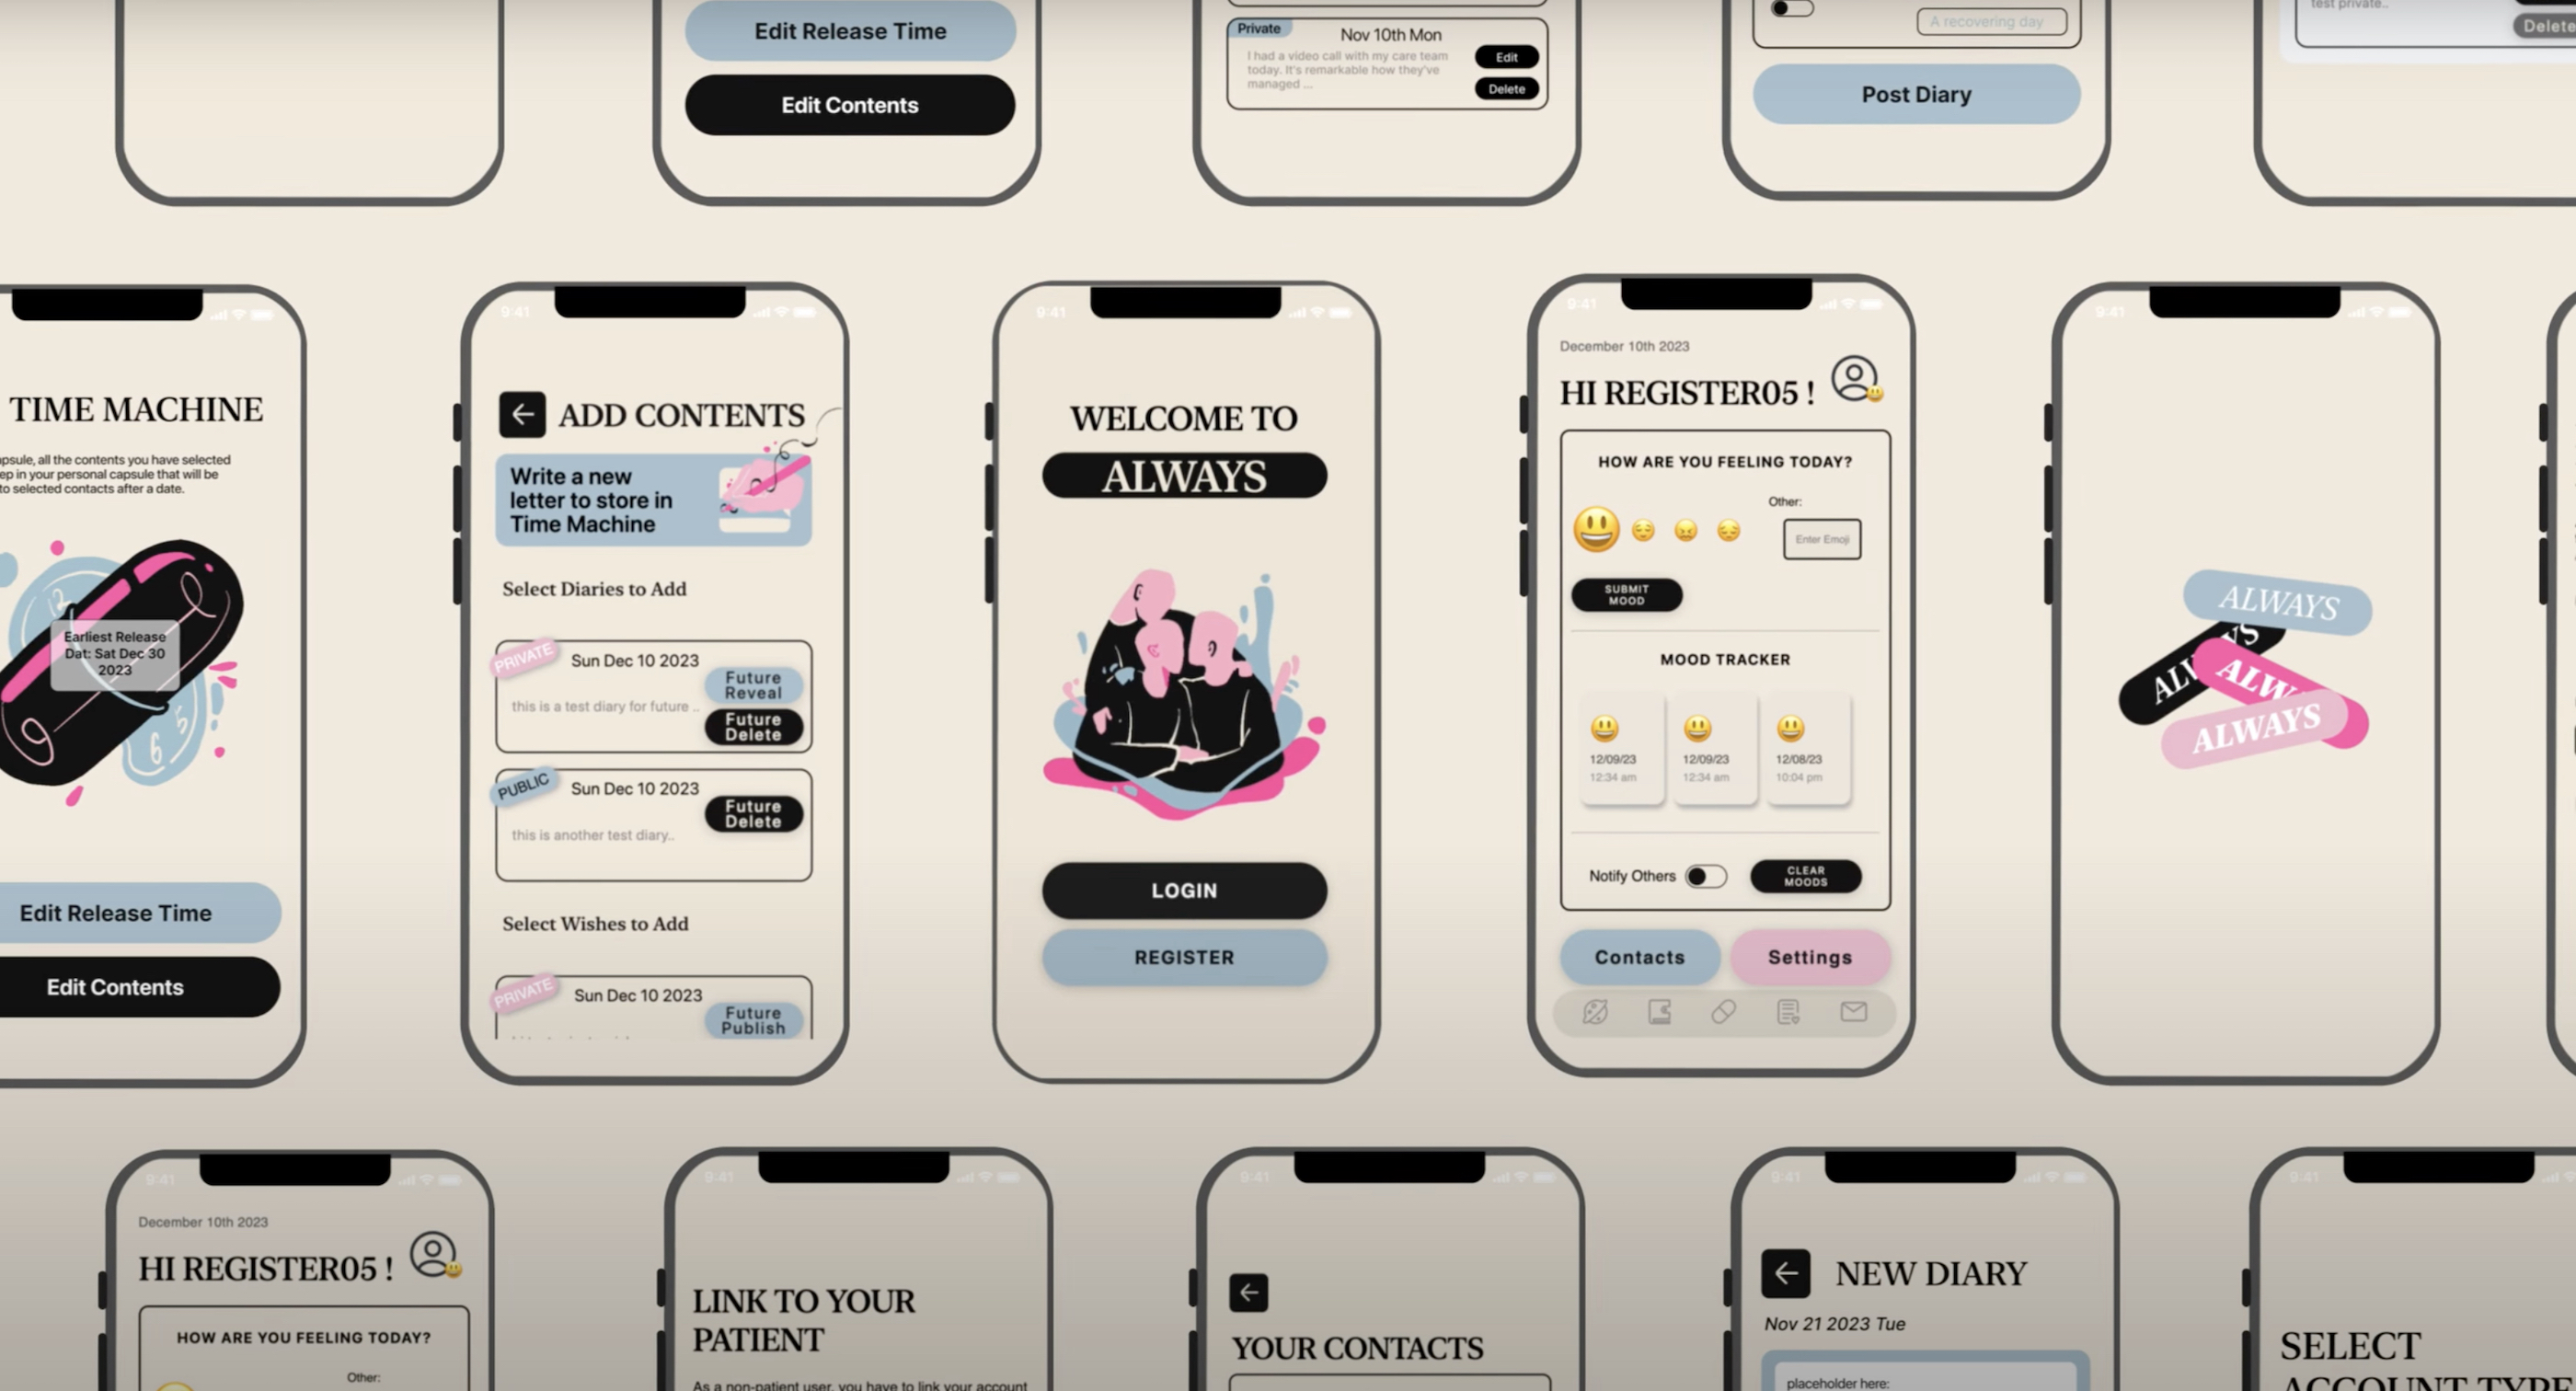 Edit Release Time
Edit Contents
Private
Nov 10th Mon
I had a video call with my care team
today. It's remarkable how they've
managed ...
Edit
Delete
A recovering day
Post Diary
test private..
Delete
TIME MACHINE
apsule, all the contents you have selected
ep in your personal capsule that will be
to selected contacts after a date.
12
6
5
Earliest Release
Dat: Sat Dec 30
2023
Edit Release Time
Edit Contents
9:41
ADD CONTENTS
Write a new
letter to store in
Time Machine
Select Diaries to Add
PRIVATE
Sun Dec 10 2023
this is a test diary for future ..
Future
Reveal
Future
Delete
PUBLIC
Sun Dec 10 2023
this is another test diary..
Future
Delete
Select Wishes to Add
PRIVATE
Sun Dec 10 2023
Future
Publish
9:41
WELCOME TO
ALWAYS
LOGIN
REGISTER
9:41
December 10th 2023
HI REGISTER05 !
HOW ARE YOU FEELING TODAY?
Other:
Enter Emoji
SUBMIT
MOOD
MOOD TRACKER
12/09/23
12:34 am
12/09/23
12:34 am
12/08/23
10:04 pm
Notify Others
CLEAR
MOODS
Contacts
Settings
9:41
ALWAYS
ALW
YS
ALW
ALWAYS
9:41
December 10th 2023
HI REGISTER05 !
HOW ARE YOU FEELING TODAY?
Other:
9:41
LINK TO YOUR
PATIENT
As a non-patient user, you have to link your account
9:41
YOUR CONTACTS
9:41
NEW DIARY
Nov 21 2023 Tue
placeholder here:
9:41
SELECT
ACCOUNT TYPE